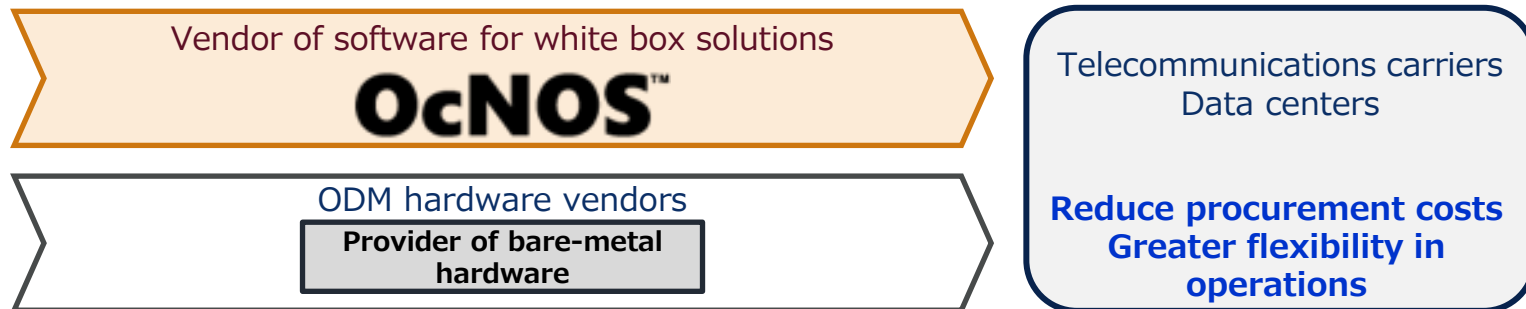 Vendor of software for white box solutions
OcNOS™
ODM hardware vendors
Provider of bare-metal
hardware
Telecommunications carriers
Data centers
Reduce procurement costs
Greater flexibility in
operations